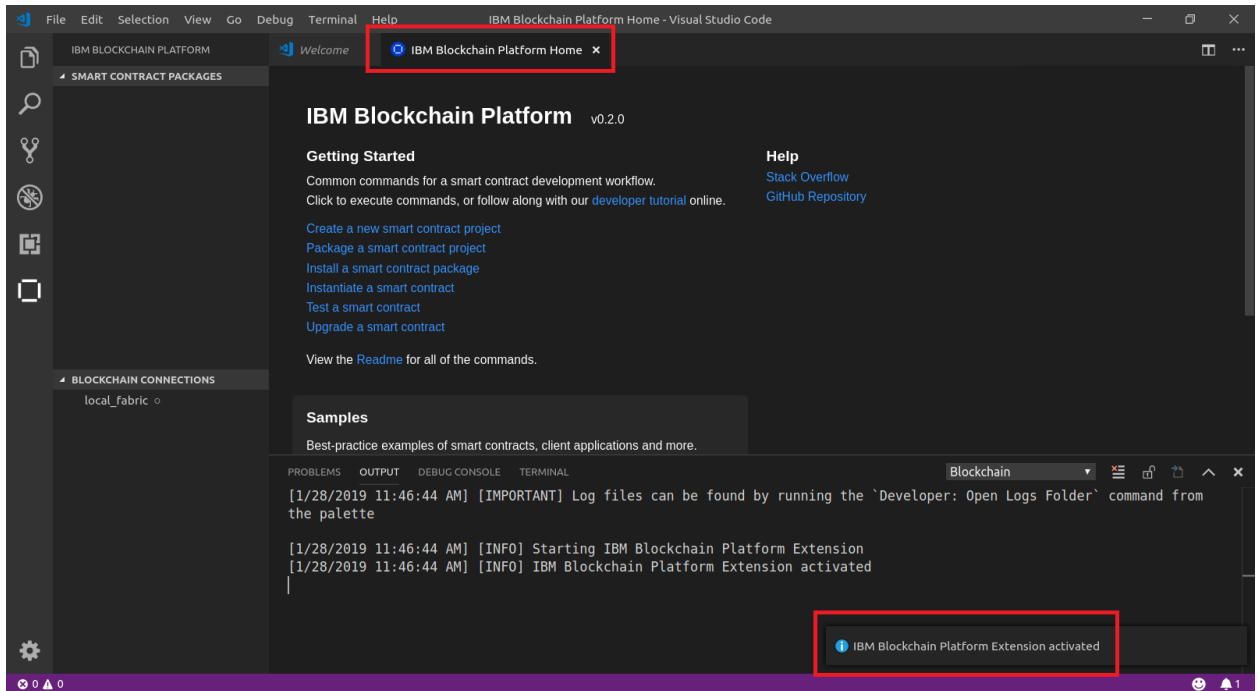 File Edit Selection View Go Debug Terminal Help
IBM Blockchain Platform Home - Visual Studio Code
IBM BLOCKCHAIN PLATFORM
Welcome
IBM Blockchain Platform Home
SMART CONTRACT PACKAGES
IBM Blockchain Platform v0.2.0
Getting Started
Common commands for a smart contract development workflow.
Click to execute commands, or follow along with our developer tutorial online.
Create a new smart contract project
Package a smart contract project
Install a smart contract package
Instantiate a smart contract
Test a smart contract
Upgrade a smart contract
View the Readme for all of the commands.
Help
Stack Overflow
GitHub Repository
BLOCKCHAIN CONNECTIONS
local_fabric
Samples
Best-practice examples of smart contracts, client applications and more.
PROBLEMS OUTPUT DEBUG CONSOLE TERMINAL
Blockchain
[1/28/2019 11:46:44 AM] [IMPORTANT] Log files can be found by running the `Developer: Open Logs Folder` command from
the palette
[1/28/2019 11:46:44 AM] [INFO] Starting IBM Blockchain Platform Extension
[1/28/2019 11:46:44 AM] [INFO] IBM Blockchain Platform Extension activated
IBM Blockchain Platform Extension activated
0 0
1